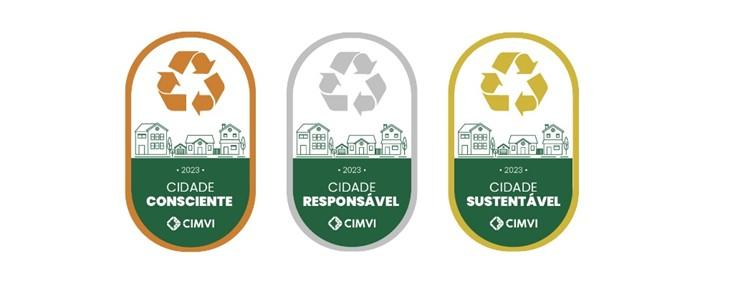 • 2023 •
CIDADE
CONSCIENTE
CIMVI
• 2023 •
CIDADE
RESPONSÁVEL
CIMVI
• 2023 •
CIDADE
SUSTENTÁVEL
CIMVI